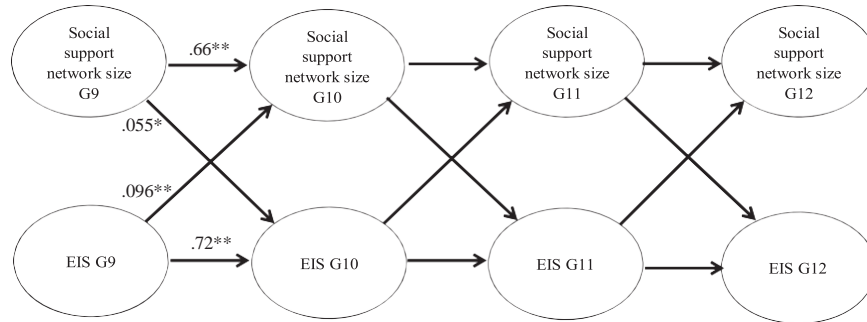 Social
support
network size
G9
.66**
Social
support
network size
G10
Social
support
network size
G11
Social
support
network size
G12
.055*
.096**
EIS G9
.72**
EIS G10
EIS G11
EIS G12